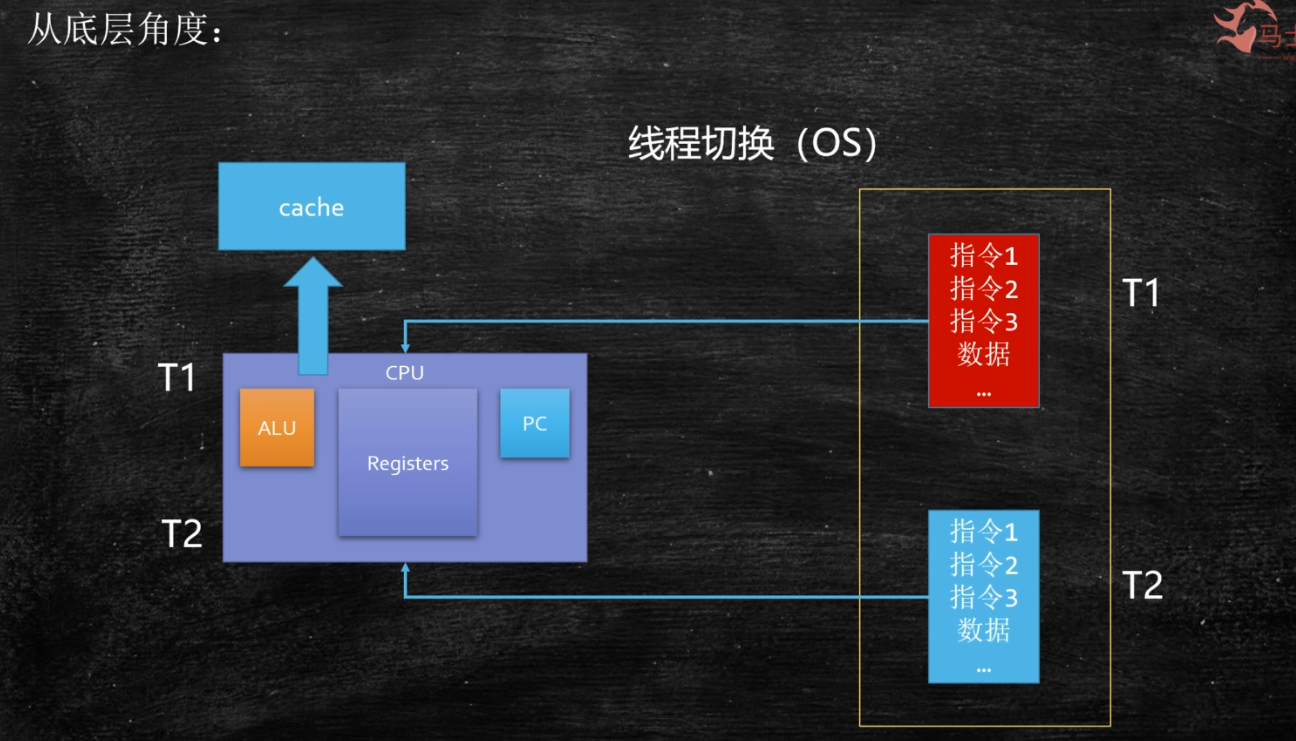 从底层角度：
马士
线程切换（OS）
cache
指令1
指令2
指令3
数据
...
T1
T1
CPU
ALU
Registers
PC
T2
指令1
指令2
指令3
数据
...
T2